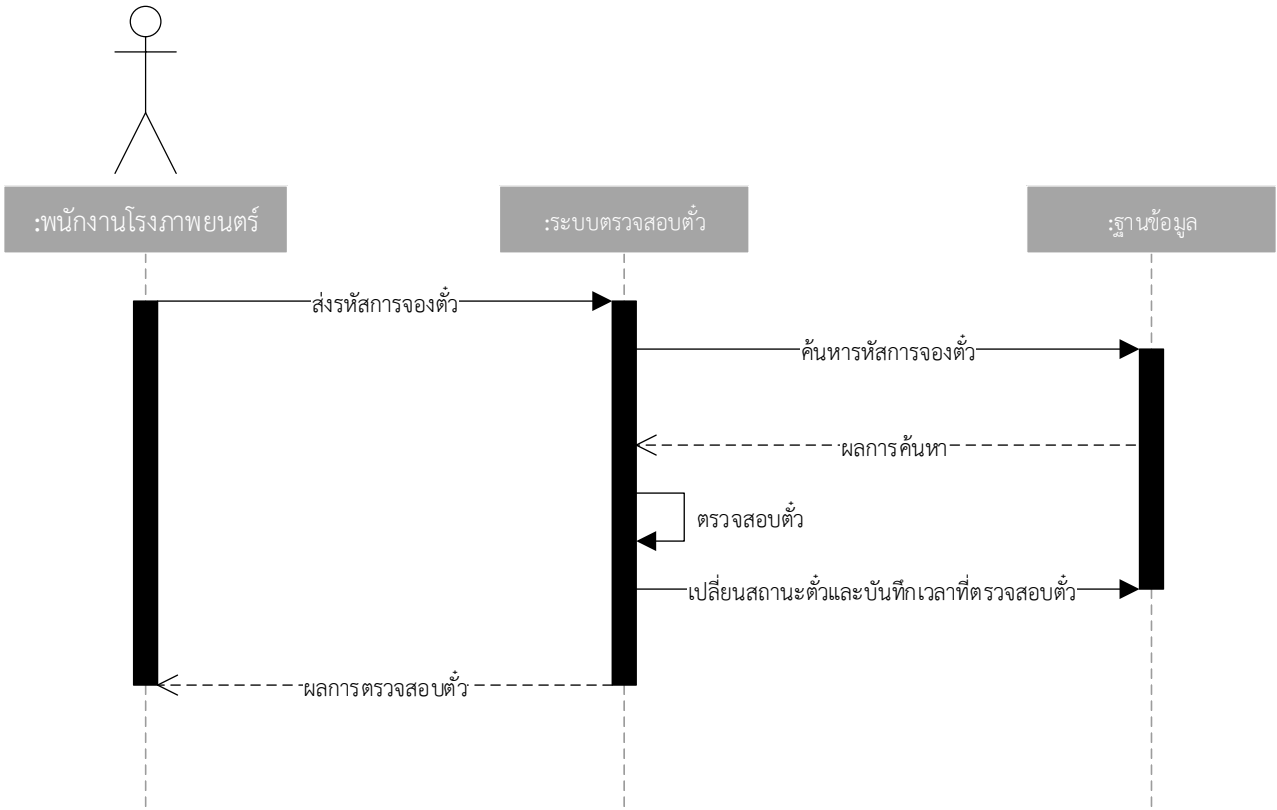 :พนักงานโรงภาพยนตร์
:ระบบตรวจสอบตั๋ว
:ฐานข้อมูล
ส่งรหัสการจองตั๋ว
ค้นหารหัสการจองตั๋ว
ผลการค้นหา
ตรวจสอบตั๋ว
เปลี่ยนสถานะตั๋วและบันทึกเวลาที่ตรวจสอบตั๋ว
ผลการตรวจสอบตั๋ว